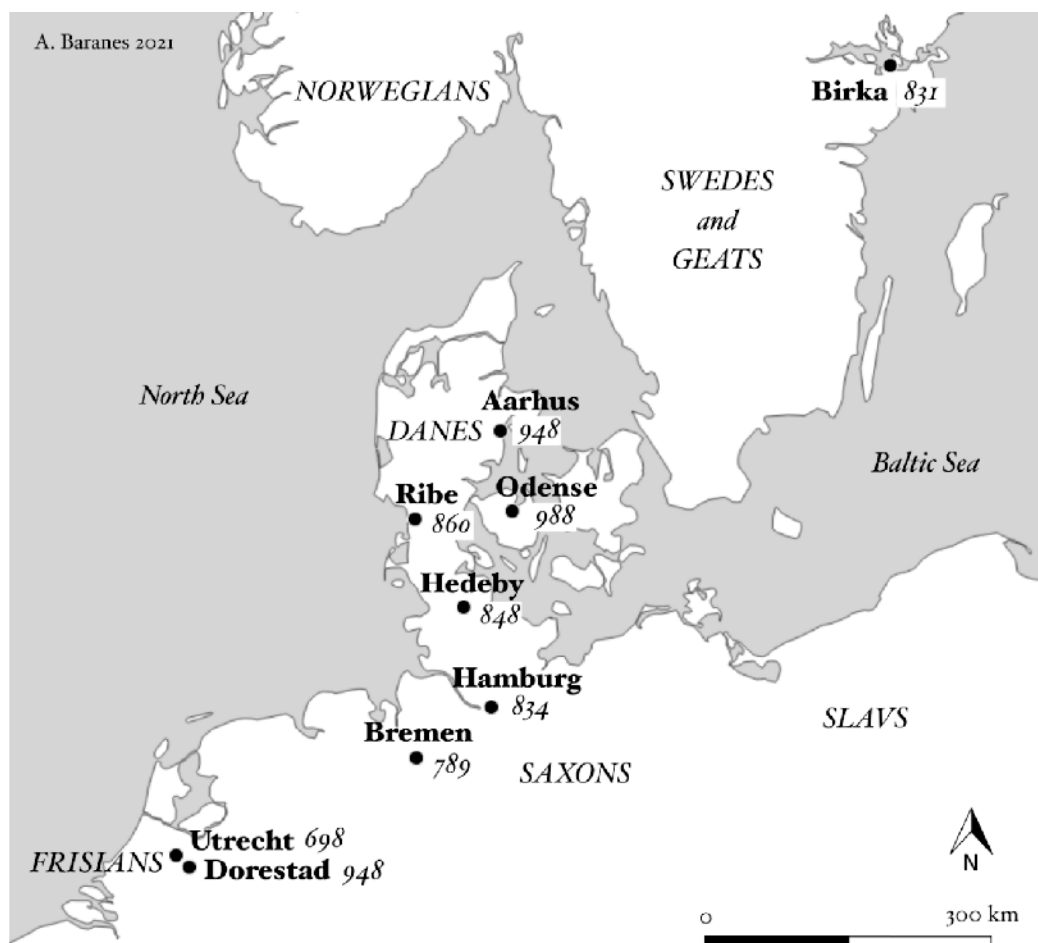 A. Baranes 2021
NORWEGIANS
Birka 831
SWEDES
and
GEATS
North Sea
Aarhus
DANES 948
Baltic Sea
Ribe
860
Odense
988
Hedeby
848
Hamburg
834
SLAVS
Bremen
789
SAXONS
Utrecht 698
FRISIANS
Dorestad 948
N
0 300 km